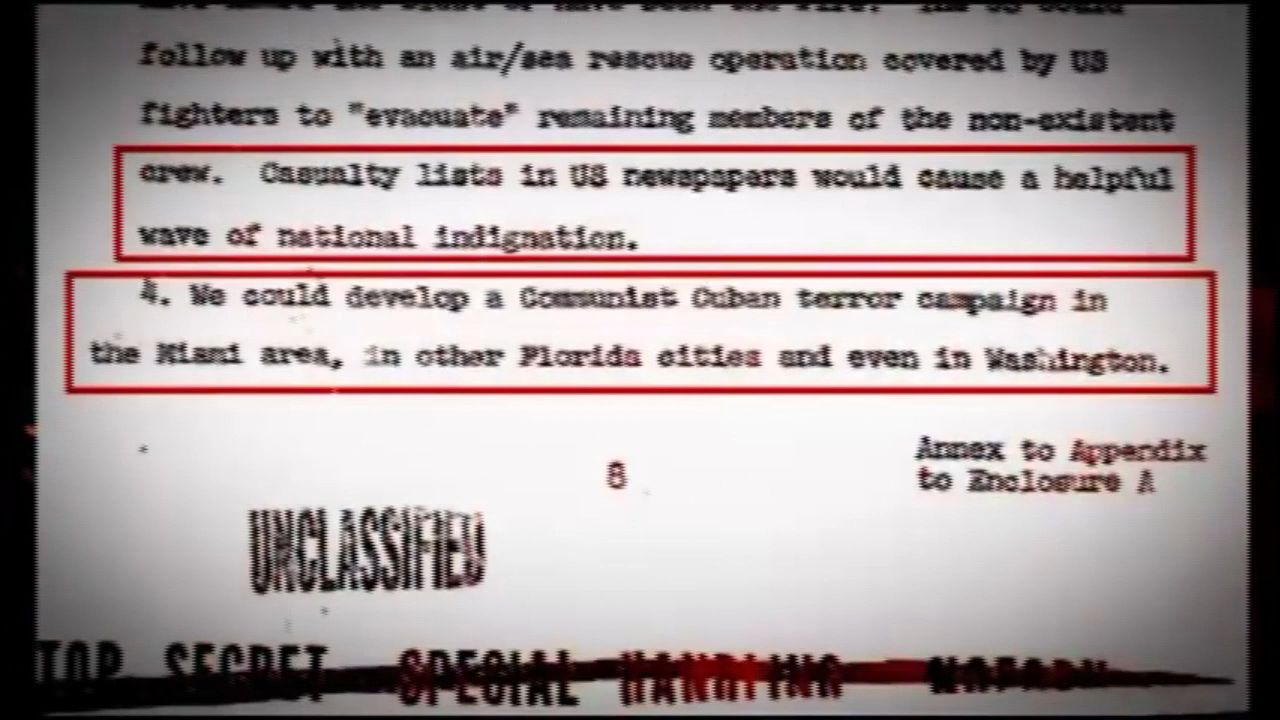 follow up with an air/sea rescue operation covered by US
fighters to "evacuate" remaining members of the non-existent
crew. Casualty lists in US newspapers would cause a helpful
wave of national indignation.
4. We could develop a Communist Cuban terror campaign in
the Miami area, in other Florida cities and even in Washington.
8
Annex to Appendix
to Enclosure A
UNCLASSIFIED
TOP SECRET SPECIAL HANDLING NOFORN